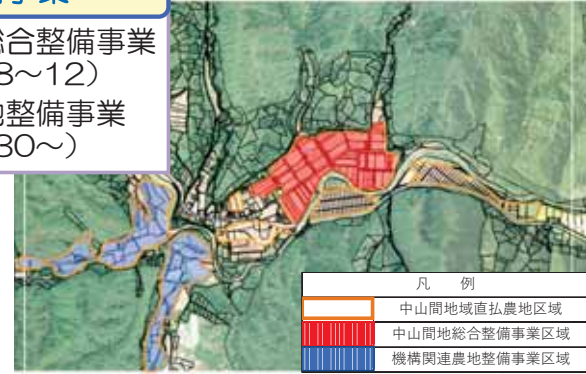 事業
総合整備事業
8〜12）
地整備事業
30〜）
凡 例
中山間地域直払農地区域
中山間地総合整備事業区域
機構関連農地整備事業区域